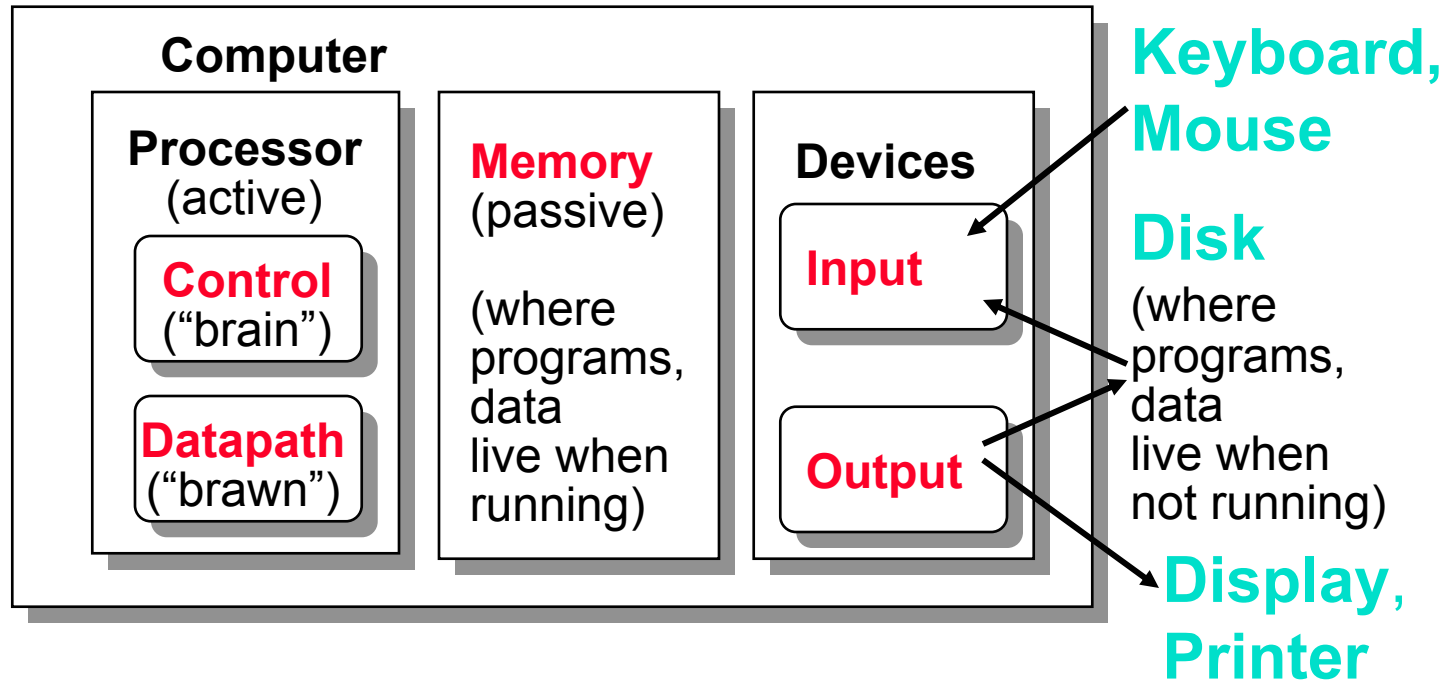 Computer
Processor
(active)
Control
(“brain”)
Datapath
(“brawn”)
Memory
(passive)
(where
programs,
data
live when
running)
Devices
Input
Output
Keyboard,
Mouse
Disk
(where
programs,
data
live when
not running)
Display,
Printer